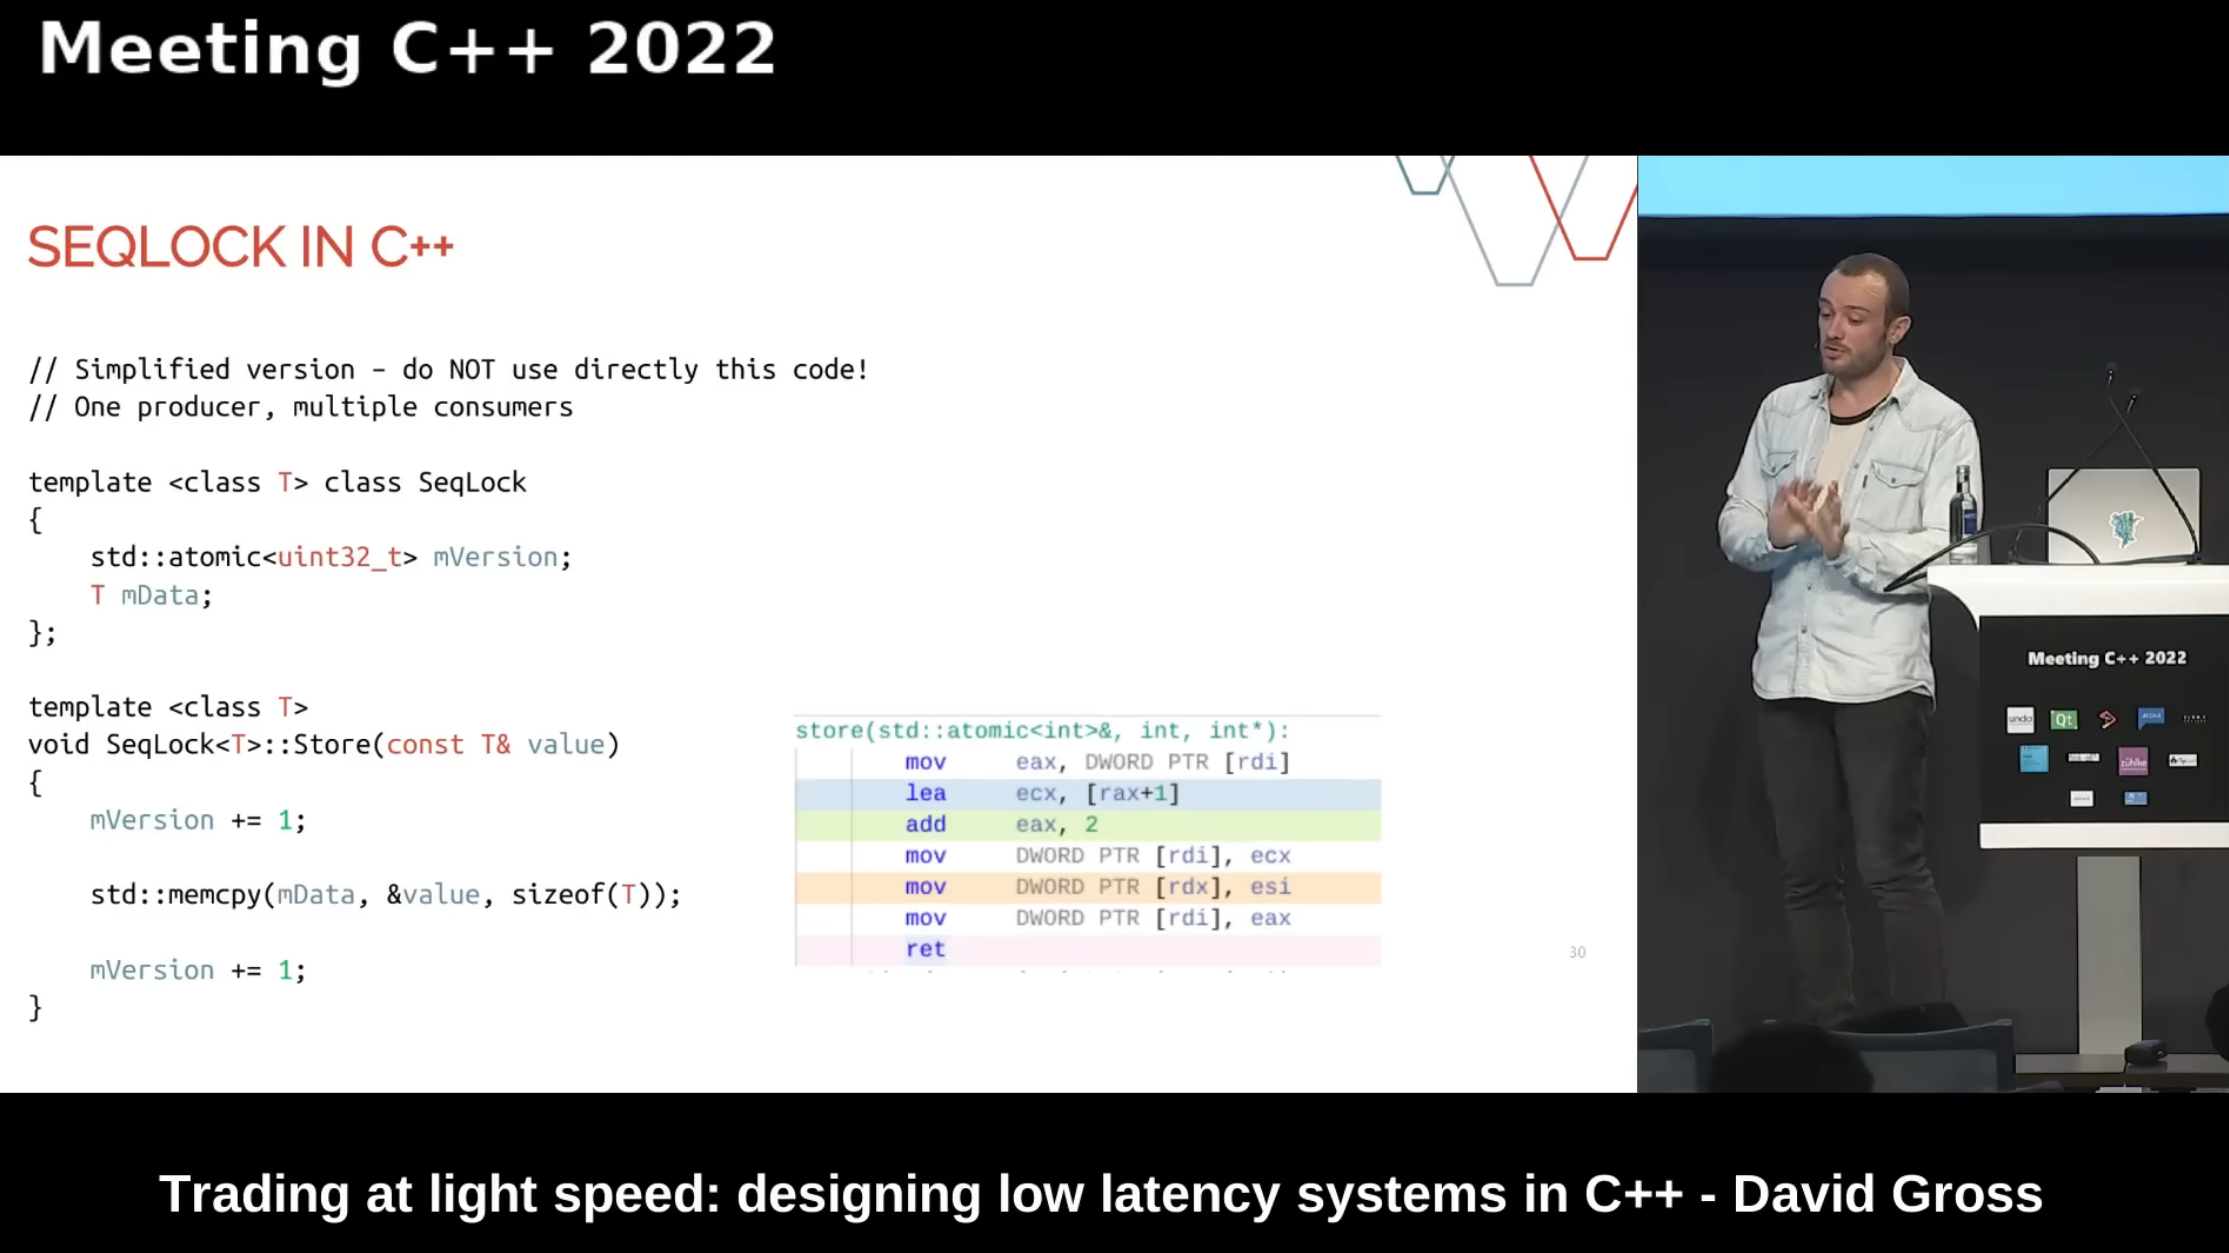 Meeting C++ 2022
SEQLOCK IN C++
// Simplified version – do NOT use directly this code!
// One producer, multiple consumers
template <class T> class SeqLock
{
std::atomic<uint32_t> mVersion;
T mData;
};
template <class T>
void SeqLock<T>::Store(const T& value)
{
mVersion += 1;
std::memcpy(mData, &value, sizeof(T));
mVersion += 1;
}
store(std::atomic<int>&, int, int*):
mov eax, DWORD PTR [rdi]
lea ecx, [rax+1]
add eax, 2
mov DWORD PTR [rdi], ecx
mov DWORD PTR [rdx], esi
mov DWORD PTR [rdi], eax
ret
30
Meeting C++ 2022
undo
Qt
zühlke
Trading at light speed: designing low latency systems in C++ - David Gross